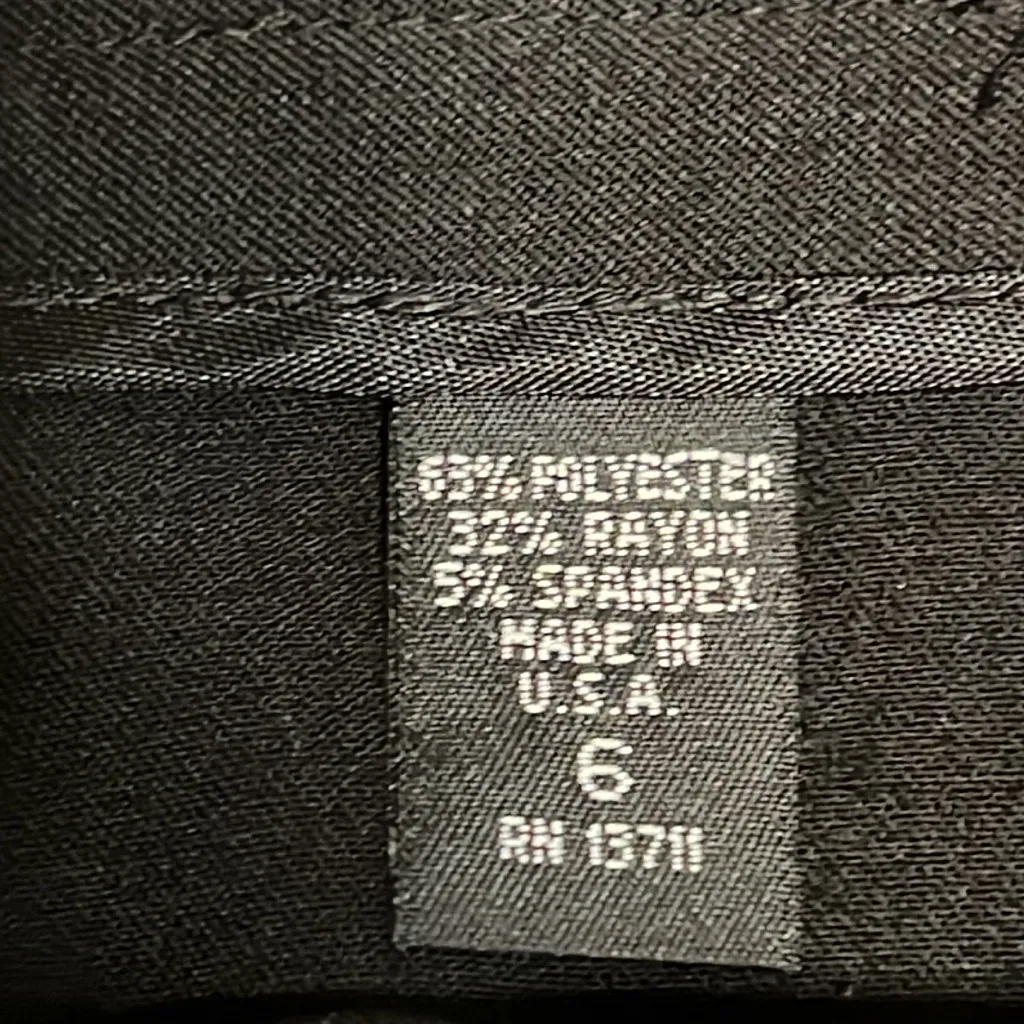 63% POLYESTER
32% RAYON
5% SPANDEX
MADE IN
U.S.A.
6
RN 13711